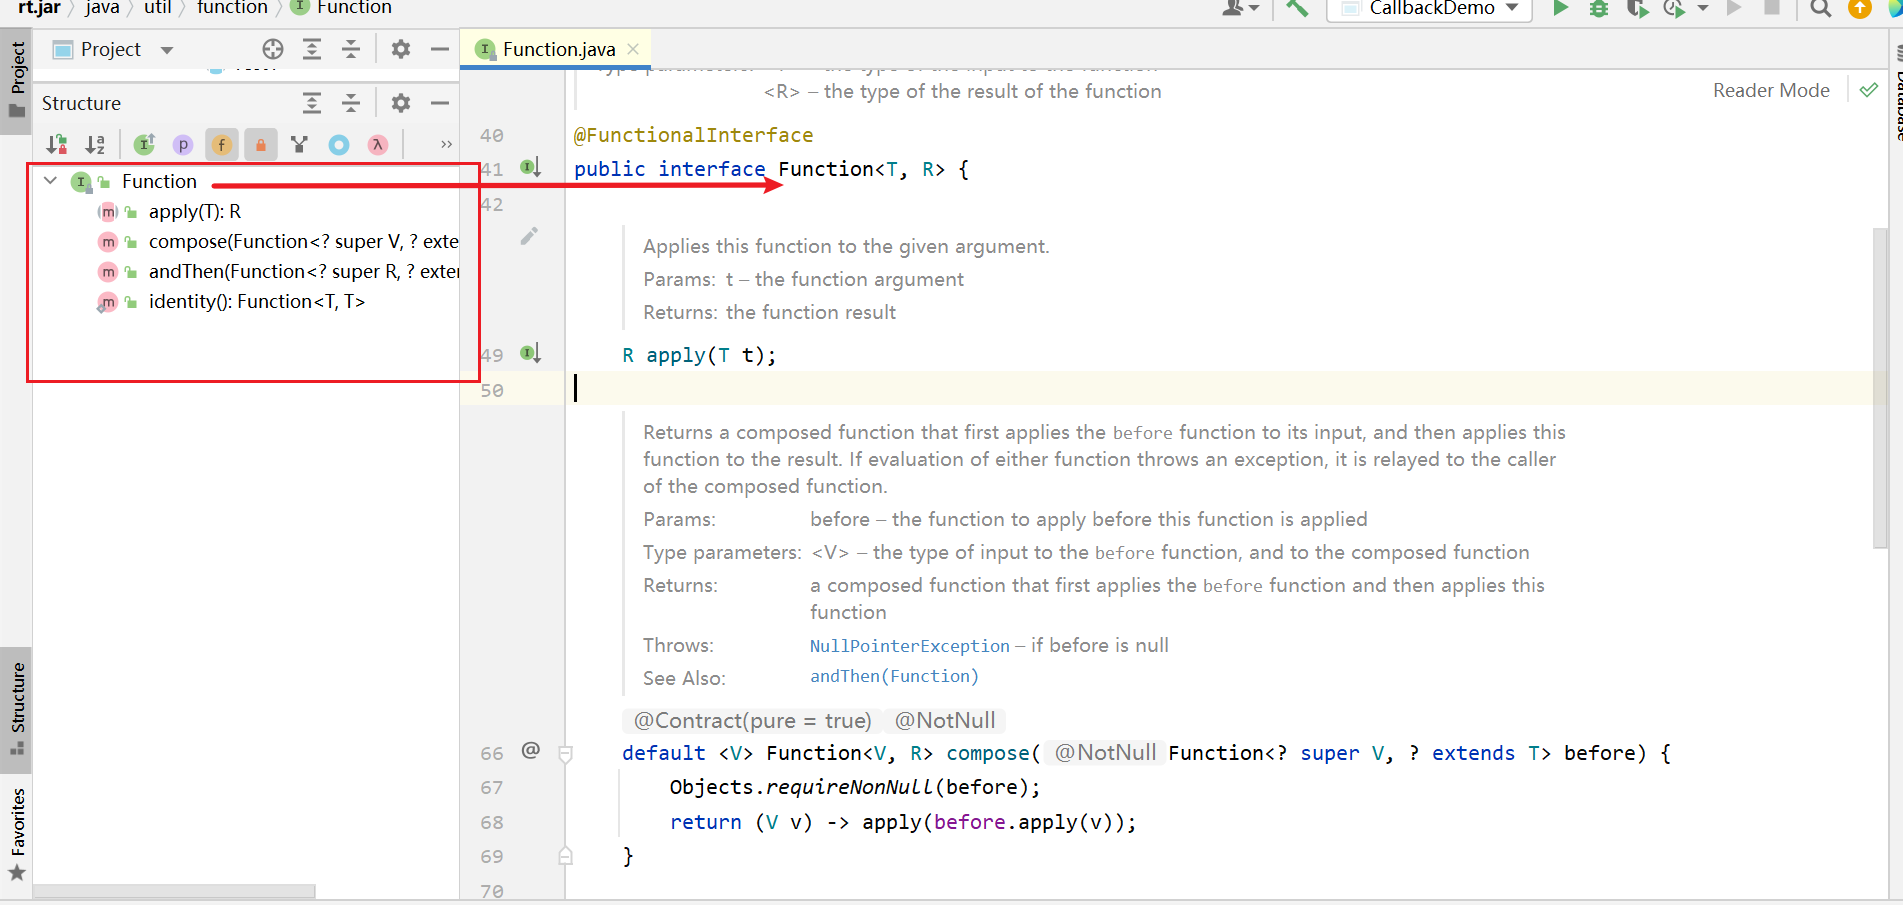 rt.jar java util function I Function
CallbackDemo
Project
Project
Function.java
Structure
apply(T): R
Function
compose(Function<? super V, ? exte
andThen(Function<? super R, ? exte
identity(): Function<T, T>
Structure
Favorites
Database
Reader Mode
<R> – the type of the result of the function
40 @FunctionalInterface
41 public interface Function<T, R> {
42
Applies this function to the given argument.
Params: t – the function argument
Returns: the function result
49 R apply(T t);
50
Returns a composed function that first applies the before function to its input, and then applies this
function to the result. If evaluation of either function throws an exception, it is relayed to the caller
of the composed function.
Params: before – the function to apply before this function is applied
Type parameters: <V> – the type of input to the before function, and to the composed function
Returns: a composed function that first applies the before function and then applies this
function
Throws: NullPointerException – if before is null
See Also: andThen(Function)
@Contract(pure = true) @NotNull
66 @ default <V> Function<V, R> compose( @NotNull Function<? super V, ? extends T> before) {
67 Objects.requireNonNull(before);
68 return (V v) -> apply(before.apply(v));
69 }
70